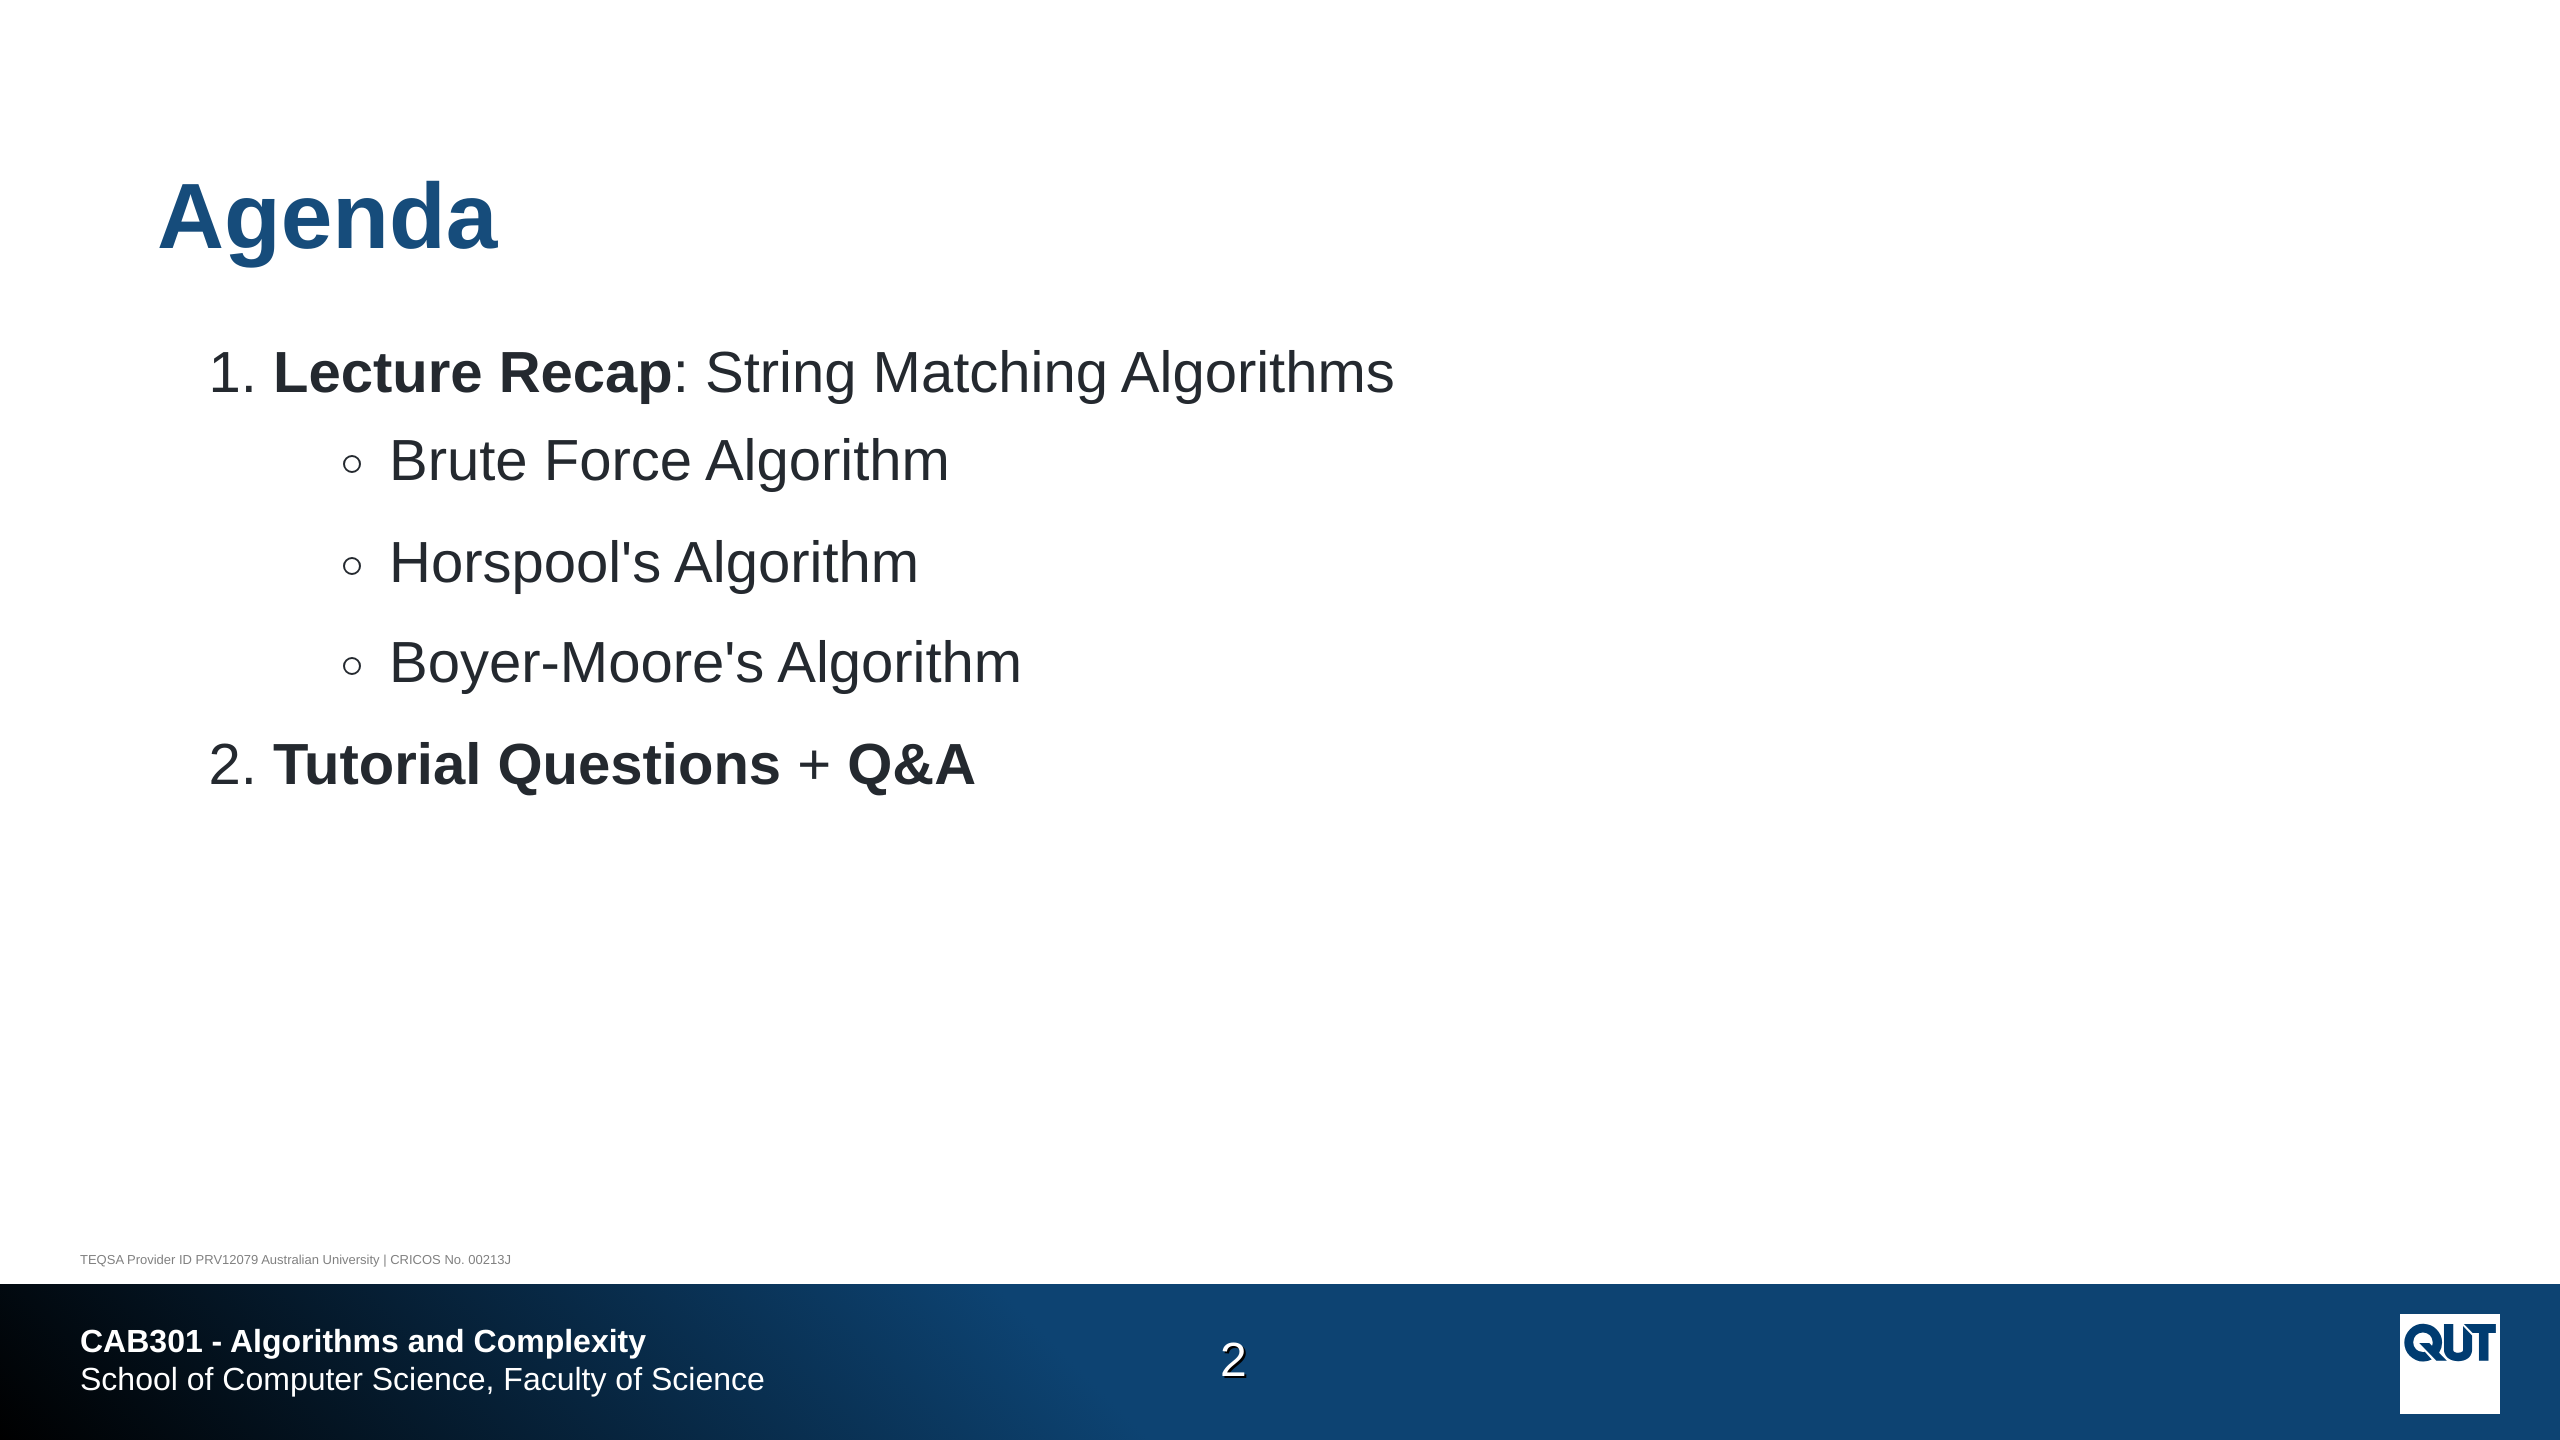 Agenda
1. Lecture Recap: String Matching Algorithms
○ Brute Force Algorithm
○ Horspool's Algorithm
○ Boyer-Moore's Algorithm
2. Tutorial Questions + Q&A
TEQSA Provider ID PRV12079 Australian University | CRICOS No. 00213J
CAB301 - Algorithms and Complexity
School of Computer Science, Faculty of Science
2
QUT